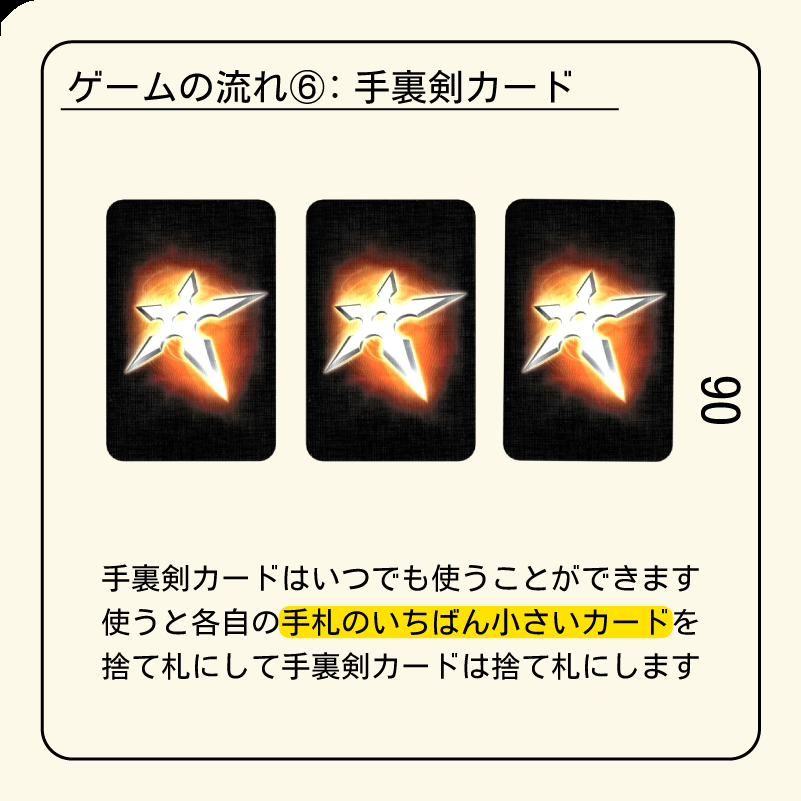 ゲームの流れ⑥：手裏剣カード
06
手裏剣カードはいつでも使うことができます
使うと各自の手札のいちばん小さいカードを
捨て札にして手裏剣カードは捨て札にします